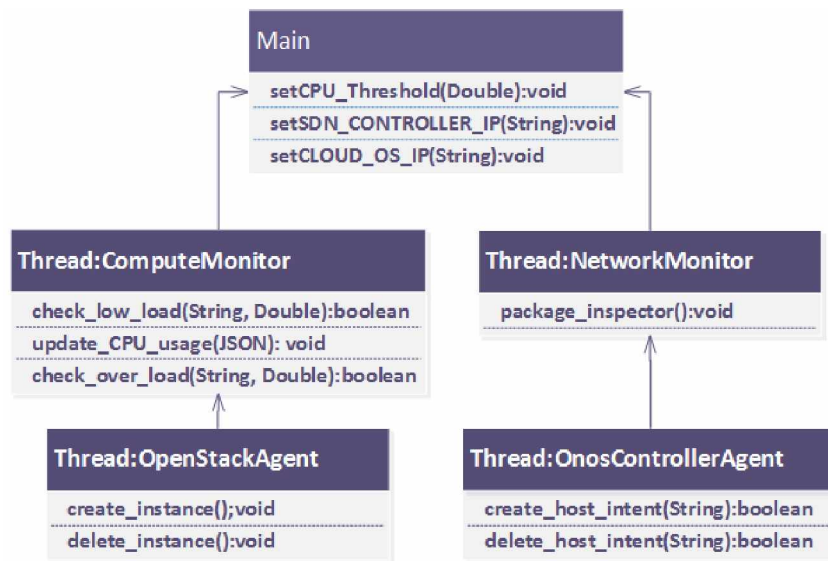 Main
setCPU_Threshold(Double):void
setSDN_CONTROLLER_IP(String):void
setCLOUD_OS_IP(String):void
Thread:ComputeMonitor
check_low_load(String, Double):boolean
update_CPU_usage(JSON): void
check_over_load(String, Double):boolean
Thread:NetworkMonitor
package_inspector():void
Thread:OpenStackAgent
create_instance();void
delete_instance():void
Thread:OnosControllerAgent
create_host_intent(String):boolean
delete_host_intent(String):boolean